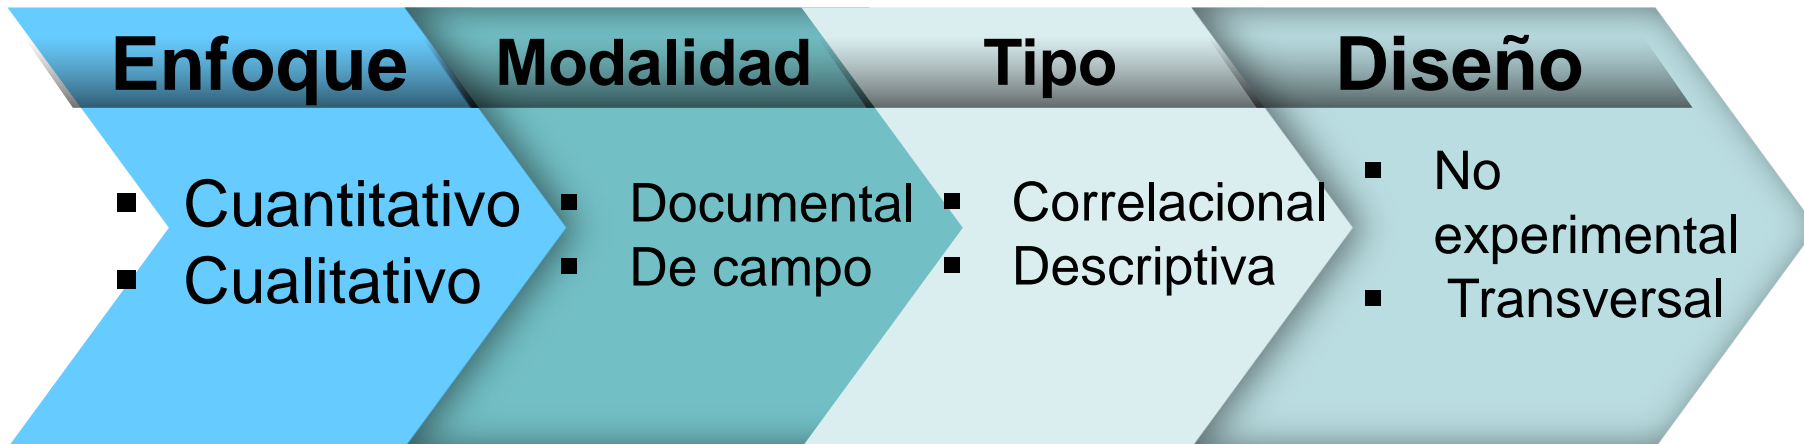 Enfoque
▪ Cuantitativo
▪ Cualitativo
Modalidad
▪ Documental
▪ De campo
Tipo
▪ Correlacional
▪ Descriptiva
Diseño
▪ No
experimental
▪ Transversal